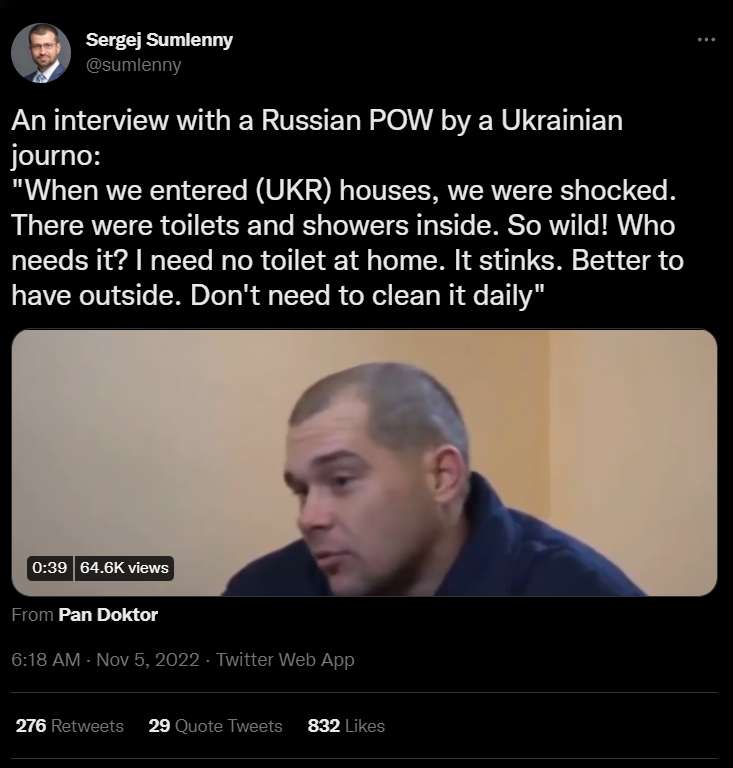 Sergej Sumlenny
@sumlenny
An interview with a Russian POW by a Ukrainian
journo:
"When we entered (UKR) houses, we were shocked.
There were toilets and showers inside. So wild! Who
needs it? I need no toilet at home. It stinks. Better to
have outside. Don't need to clean it daily"
0:39 64.6K views
From Pan Doktor
6:18 AM · Nov 5, 2022 · Twitter Web App
276 Retweets 29 Quote Tweets 832 Likes